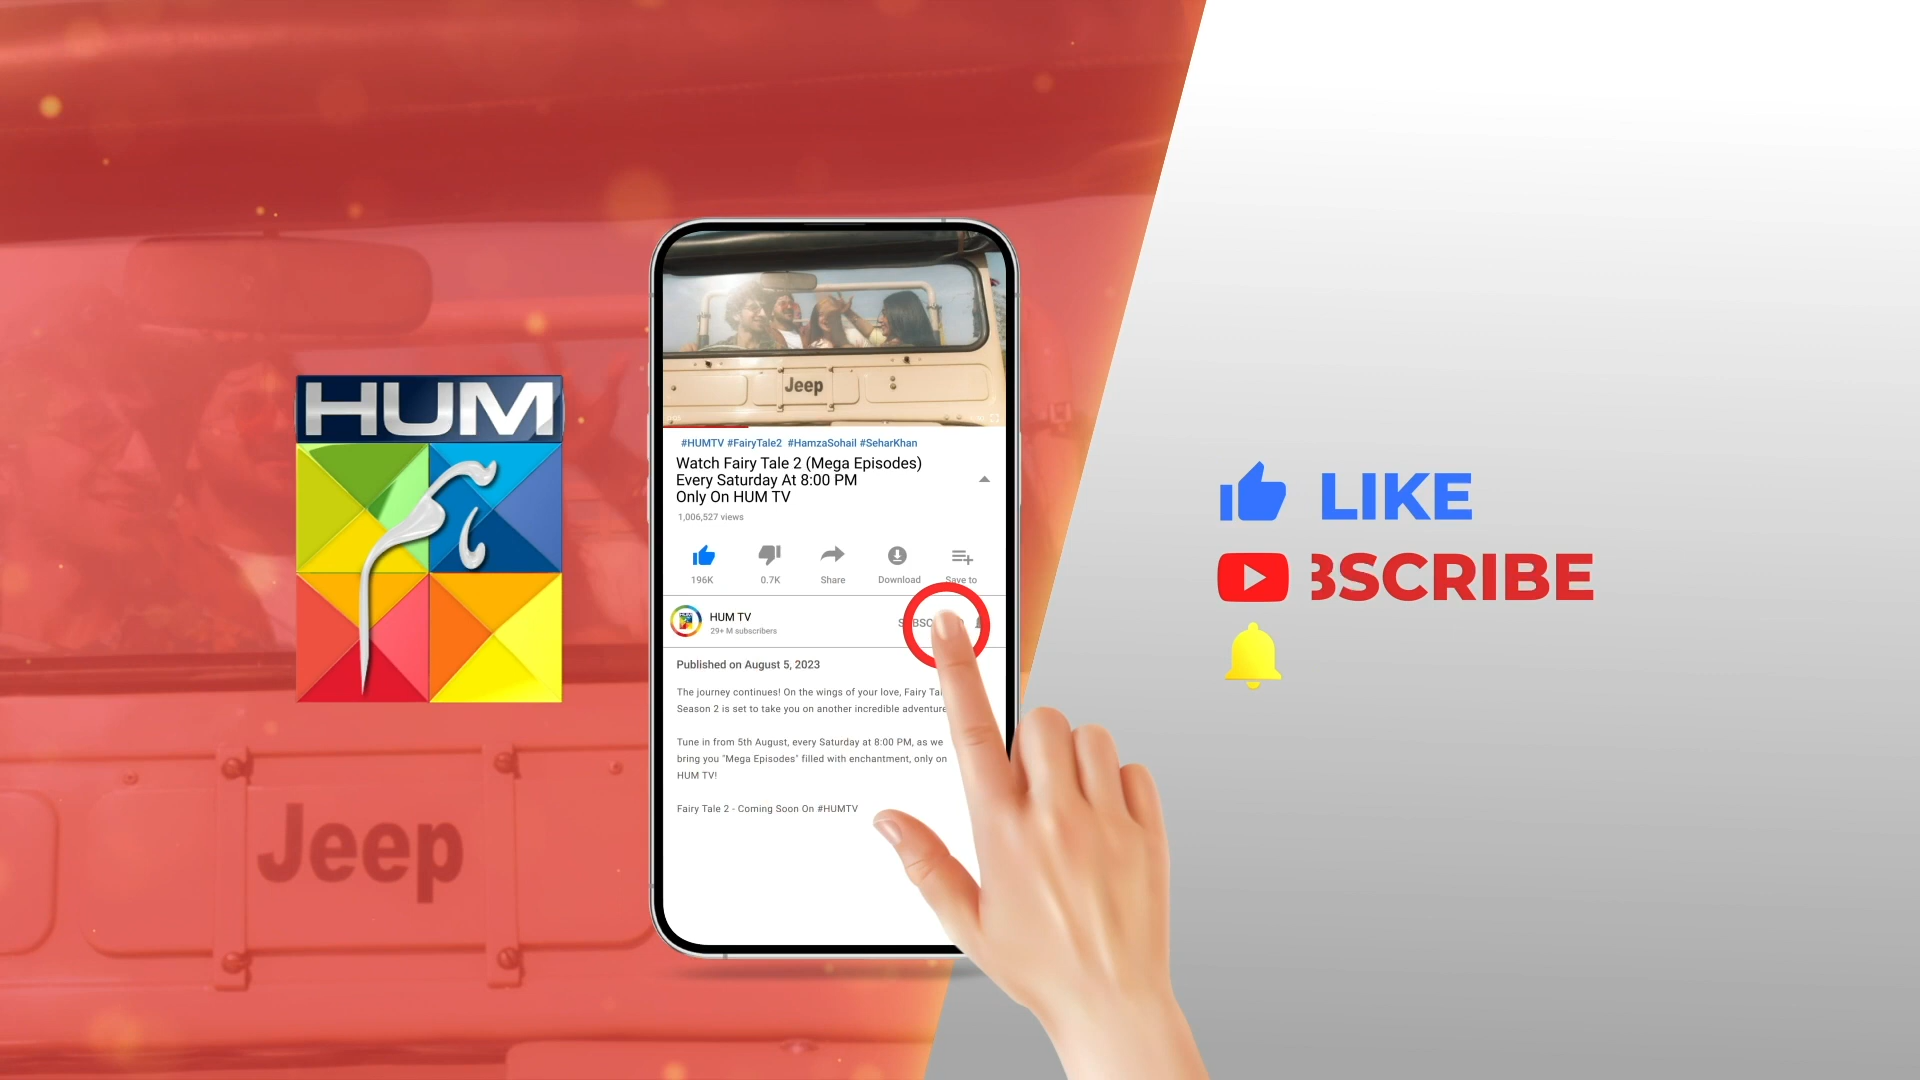 HUM
Jeep
Jeep
#HUMTV #FairyTale2 #HamzaSohail #SeharKhan
Watch Fairy Tale 2 (Mega Episodes)
Every Saturday At 8:00 PM
Only On HUM TV
1,006,527 views
196K
0.7K
Share
Download
Save to
HUM TV
29+ M subscribers
Published on August 5, 2023
The journey continues! On the wings of your love, Fairy
Season 2 is set to take you on another incredible adventure
Tune in from 5th August, every Saturday at 8:00 PM, as we
bring you "Mega Episodes" filled with enchantment, only on
HUM TV!
Fairy Tale 2 - Coming Soon On #HUMTV
LIKE
BSCRIBE